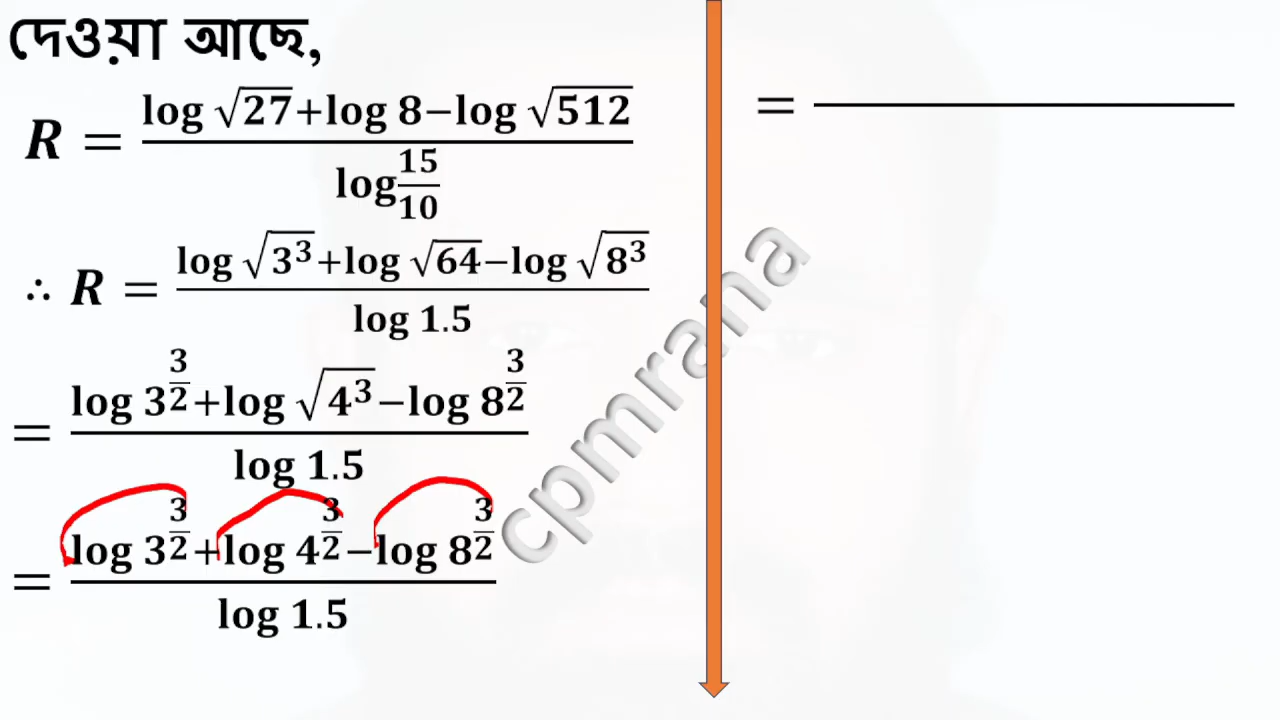 দেওয়া আছে,
R = (log √27+log 8−log √512)/(log 15/10)
∴ R = (log √3³+log √64−log √8³)/(log 1.5)
= (log 3^(3/2)+log √4³−log 8^(3/2))/(log 1.5)
= (log 3^(3/2)+log 4^(3/2)−log 8^(3/2))/(log 1.5)
=
cpmrana